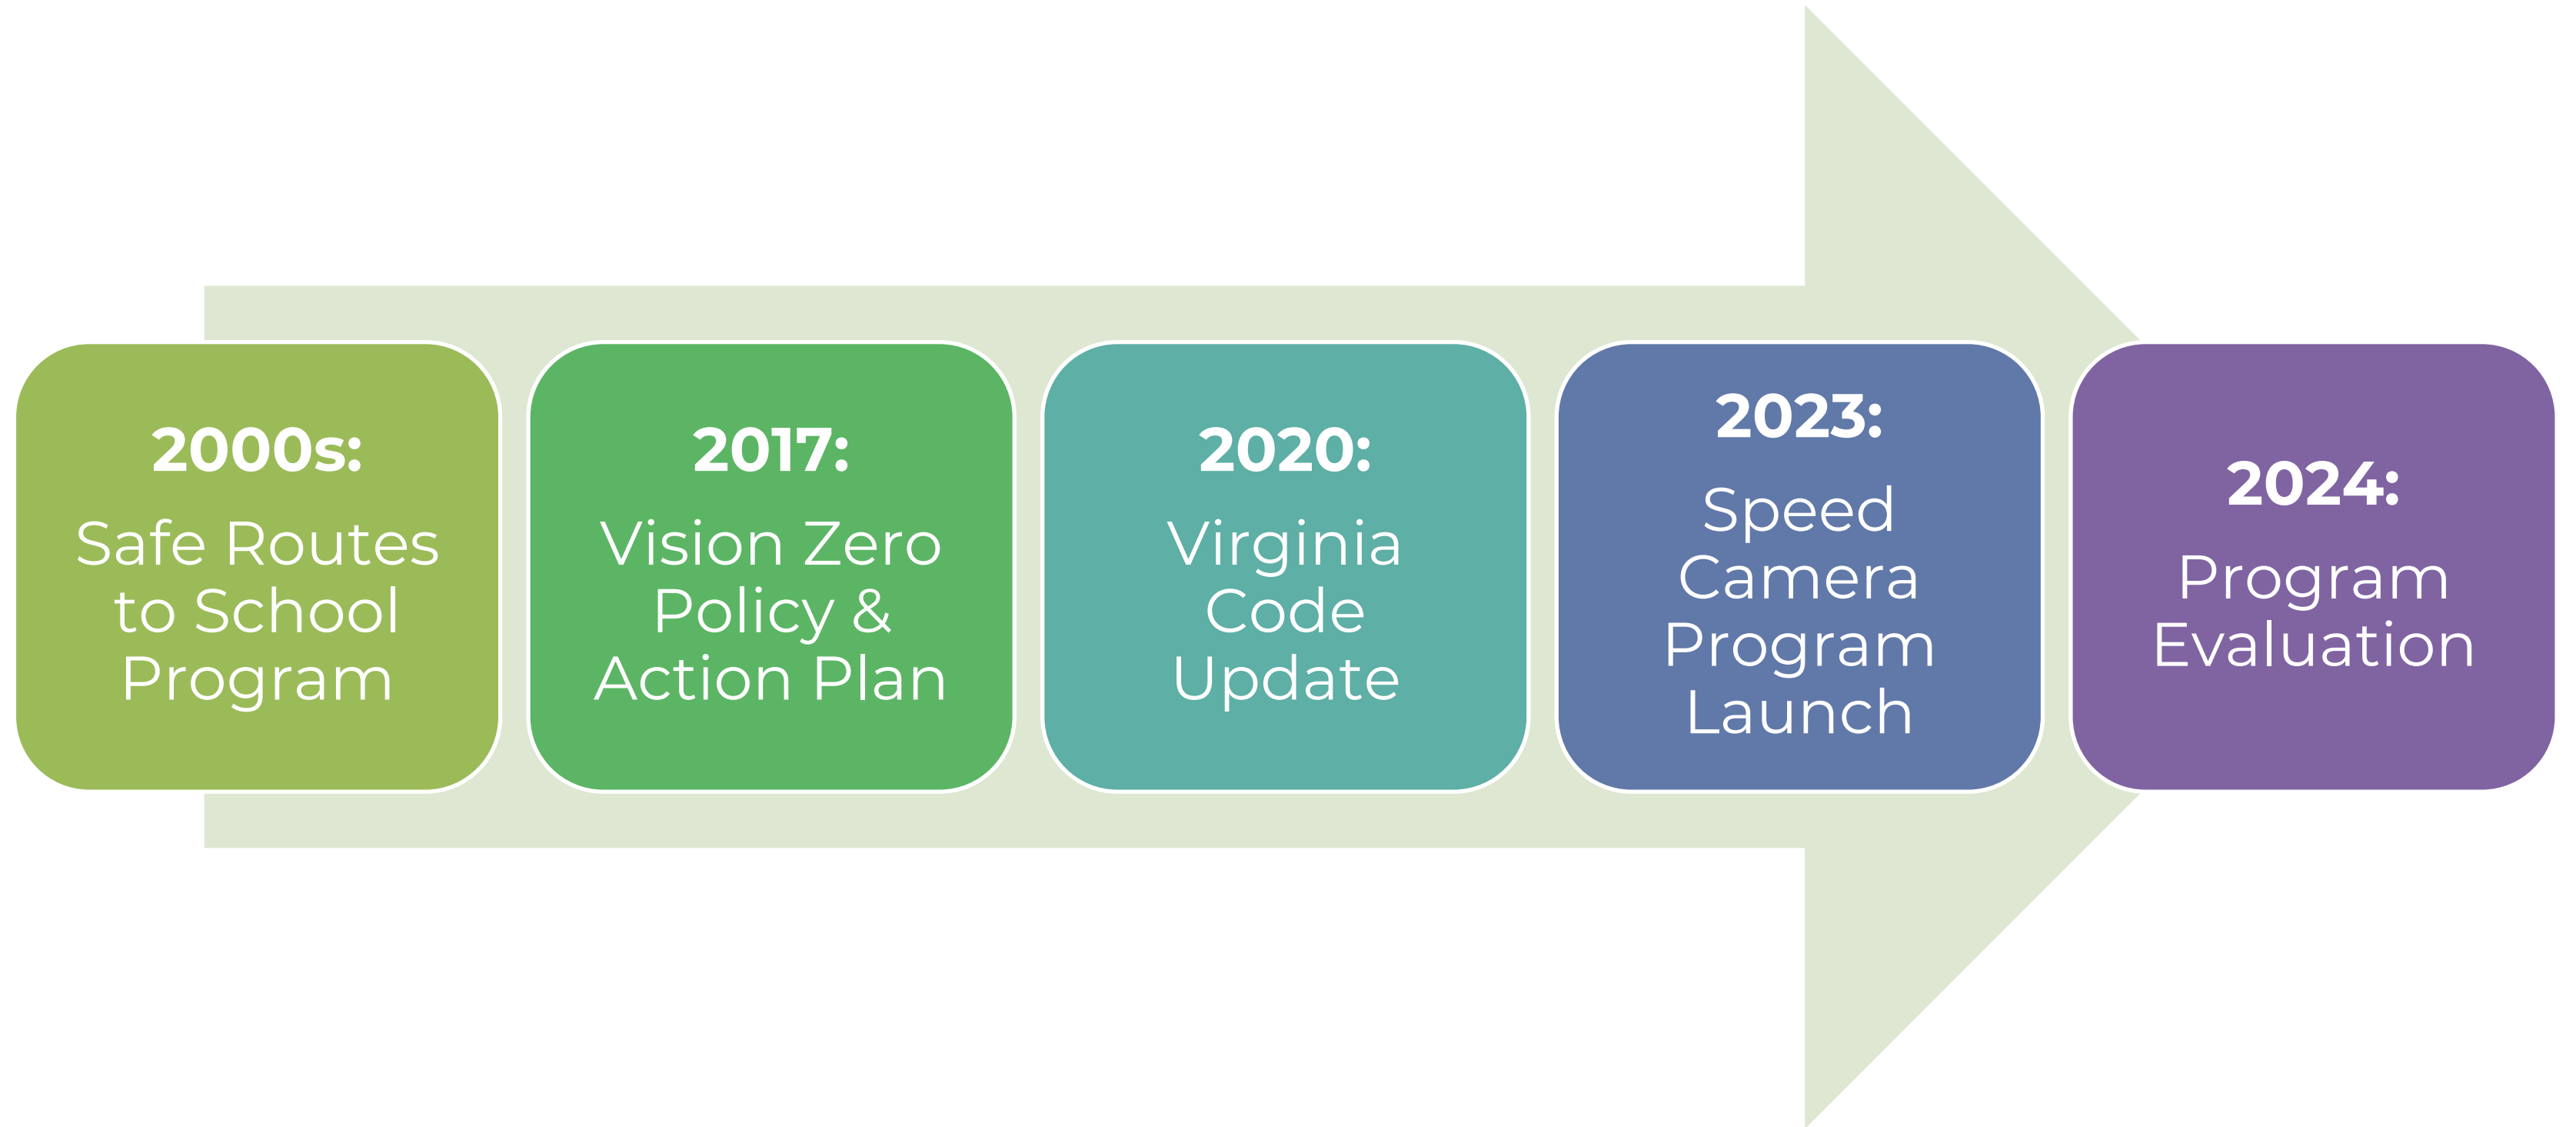 2000s:
Safe Routes
to School
Program
2017:
Vision Zero
Policy &
Action Plan
2020:
Virginia
Code
Update
2023:
Speed
Camera
Program
Launch
2024:
Program
Evaluation